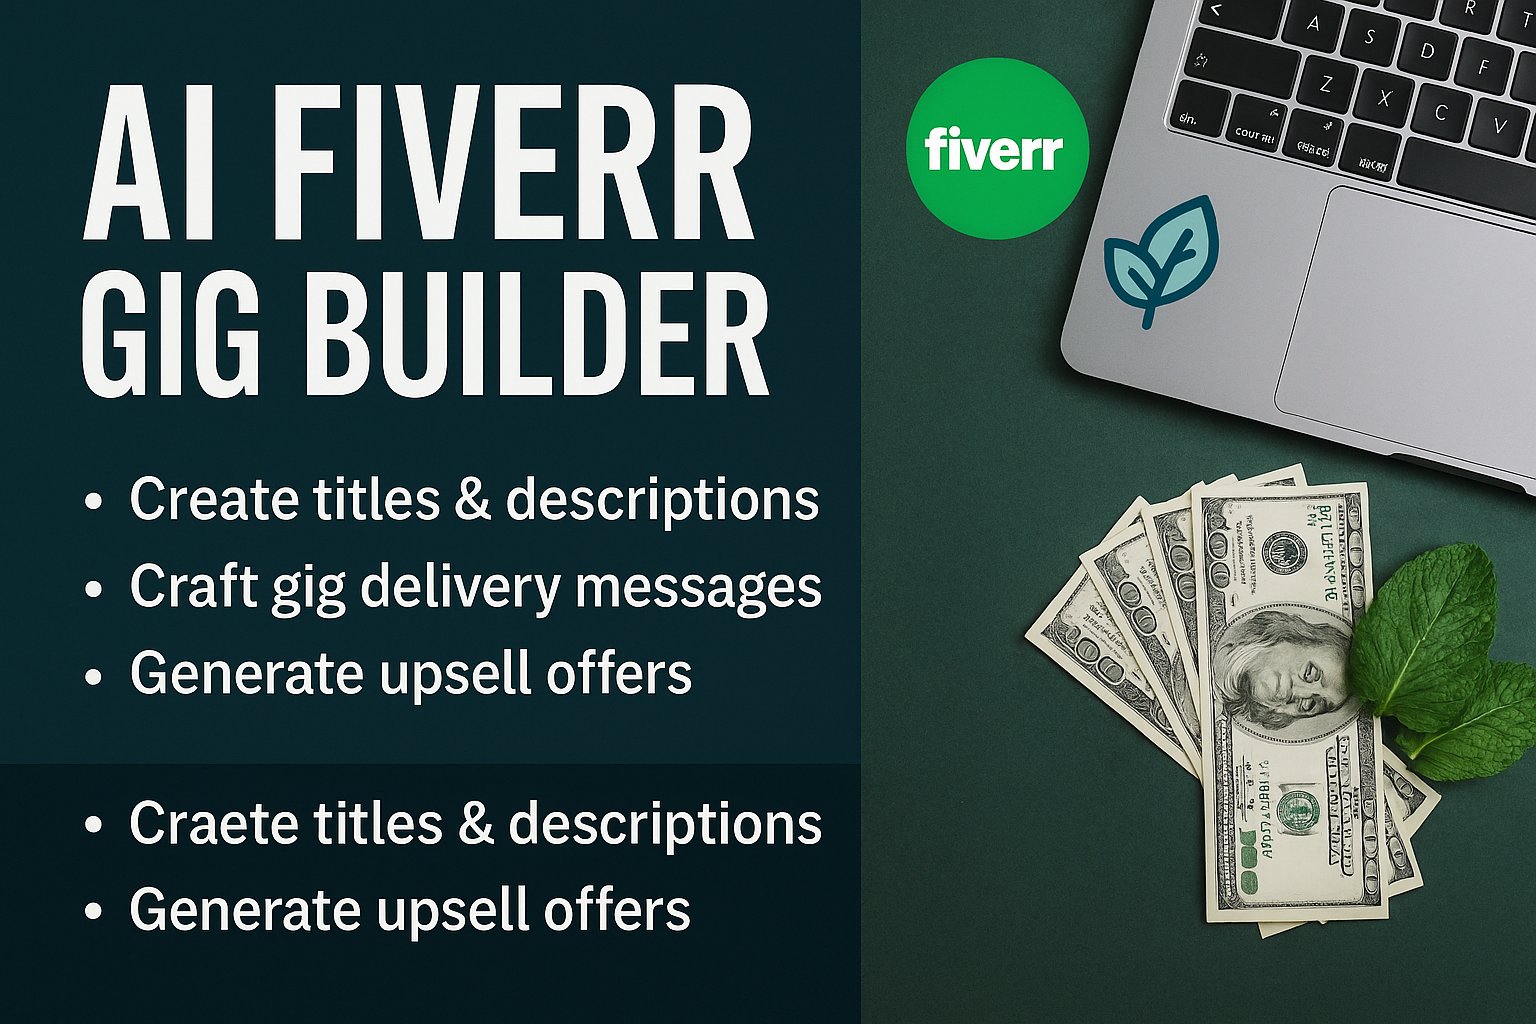 AI FIVERR
GIG BUILDER
• Create titles & descriptions
• Craft gig delivery messages
• Generate upsell offers
• Craete titles & descriptions
• Generate upsell offers
fiverr
< A S D F R T
Z X C V
100